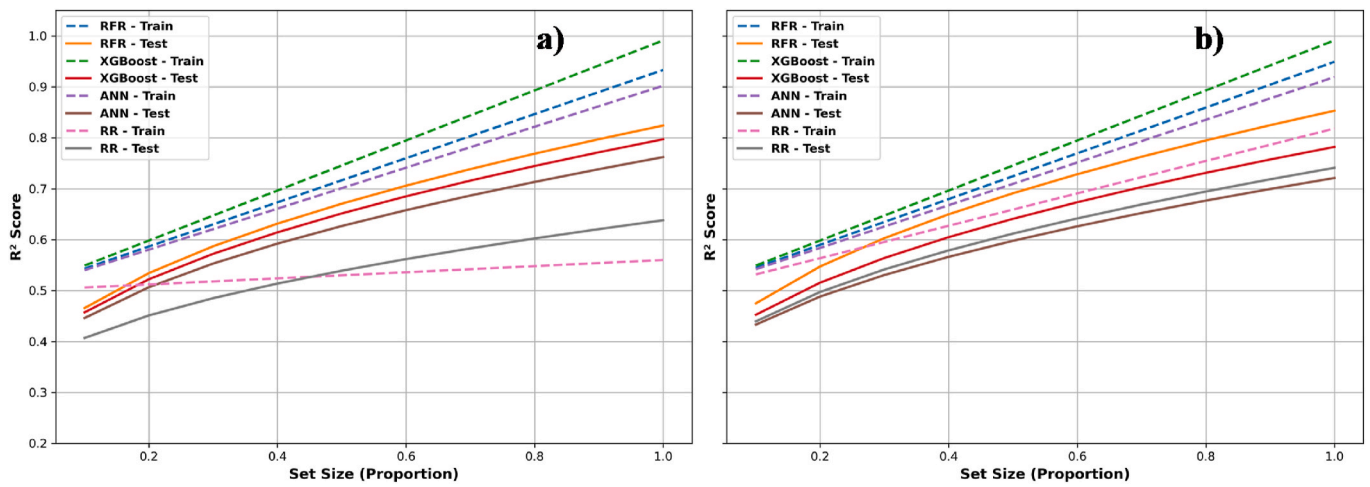 a)
RFR - Train
RFR - Test
XGBoost - Train
XGBoost - Test
ANN - Train
ANN - Test
RR - Train
RR - Test
R² Score
1.0
0.9
0.8
0.7
0.6
0.5
0.4
0.3
0.2
0.2
0.4
0.6
0.8
1.0
Set Size (Proportion)
b)
RFR - Train
RFR - Test
XGBoost - Train
XGBoost - Test
ANN - Train
ANN - Test
RR - Train
RR - Test
R² Score
0.2
0.4
0.6
0.8
1.0
Set Size (Proportion)